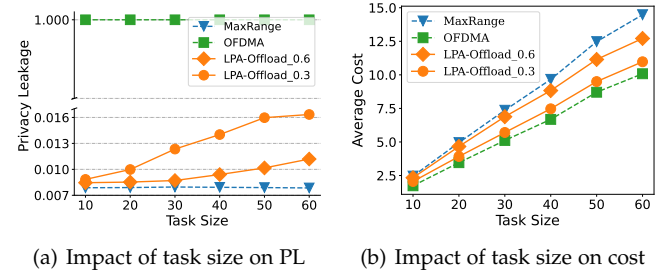 1.000
0.016
0.013
0.010
0.007
Privacy Leakage
MaxRange
OFDMA
LPA-Offload_0.6
LPA-Offload_0.3
10 20 30 40 50 60
Task Size
(a) Impact of task size on PL
15.0
12.5
10.0
7.5
5.0
2.5
Average Cost
MaxRange
OFDMA
LPA-Offload_0.6
LPA-Offload_0.3
10 20 30 40 50 60
Task Size
(b) Impact of task size on cost